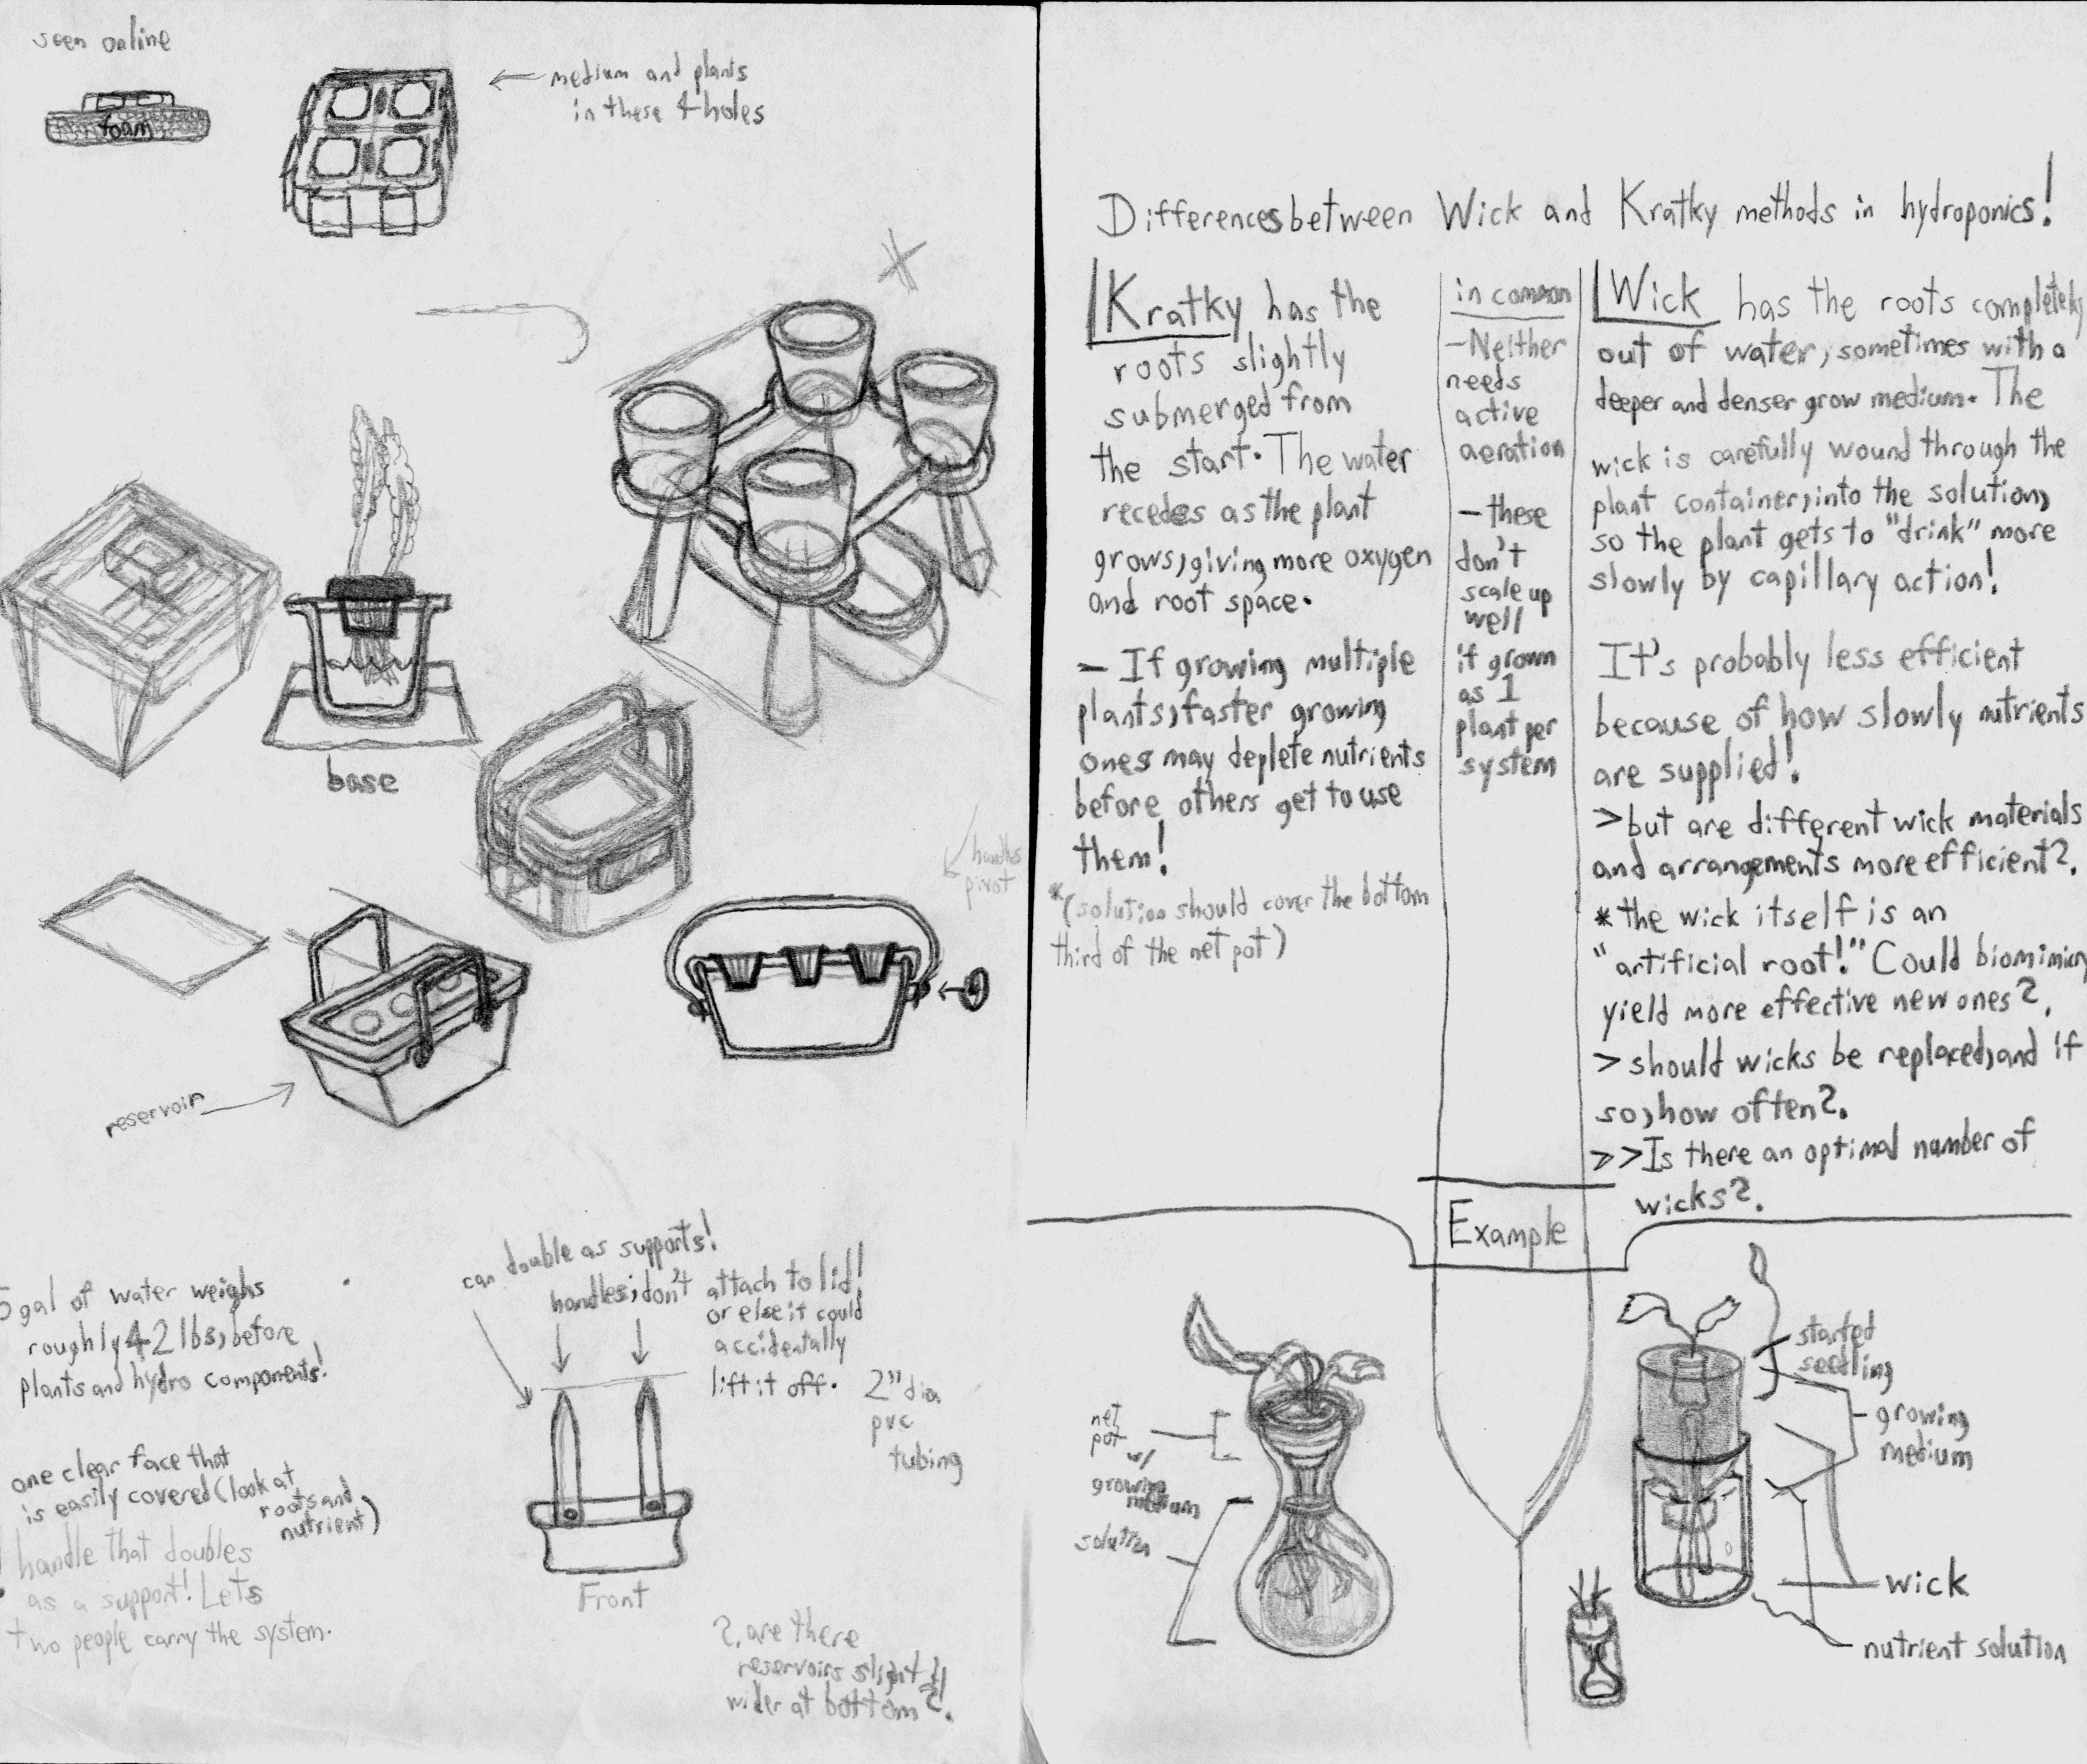 seen online
foam
← medium and plants
in these 4 holes
base
handles
pivot
reservoir
can double as supports!
handles; don't attach to lid!
or else it could
accidentally
lift it off.
2" dia
pvc
tubing
5 gal of water weighs
roughly 42 lbs, before
plants and hydro components!
one clear face that
is easily covered (look at
roots and
nutrient)
handle that doubles
as a support! Lets
two people carry the system.
Front
?, are there
reservoirs slight
wider at bottom?.
Differences between Wick and Kratky methods in hydroponics!
Kratky has the
roots slightly
submerged from
the start. The water
recedes as the plant
grows, giving more oxygen
and root space.
- If growing multiple
plants, faster growing
ones may deplete nutrients
before others get to use
them!
*(solution should cover the bottom
third of the net pot)
in common
- Neither
needs
active
aeration
- these
don't
scale up
well
if grown
as 1
plant per
system
Wick has the roots completely
out of water, sometimes with a
deeper and denser grow medium. The
wick is carefully wound through the
plant container, into the solution,
so the plant gets to "drink" more
slowly by capillary action!
It's probably less efficient
because of how slowly nutrients
are supplied!
> but are different wick materials
and arrangements more efficient?.
* the wick itself is an
"artificial root!" Could biomimicry
yield more effective new ones?.
> should wicks be replaced, and if
so, how often?.
>> Is there an optimal number of
wicks?.
Example
net
pot
w/
growing
medium
solution
started
seedling
growing
medium
wick
nutrient solution